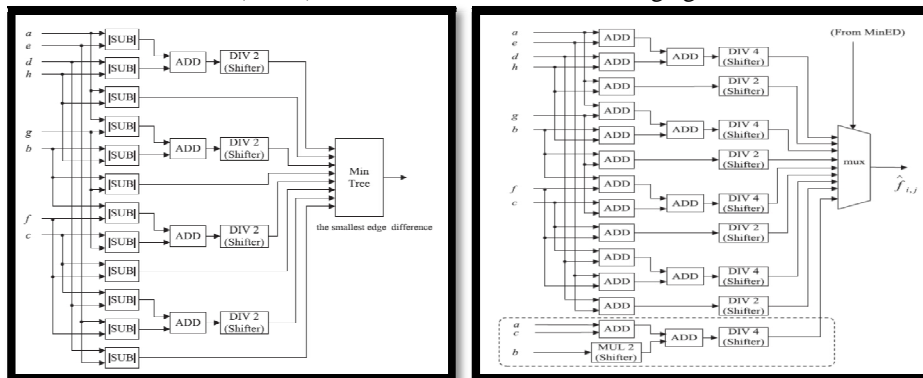 a
e
d
h
g
b
f
c
|SUB|
|SUB|
|SUB|
|SUB|
|SUB|
|SUB|
|SUB|
|SUB|
|SUB|
|SUB|
|SUB|
|SUB|
ADD
ADD
ADD
ADD
DIV 2
(Shifter)
DIV 2
(Shifter)
DIV 2
(Shifter)
DIV 2
(Shifter)
Min
Tree
the smallest edge difference
a
e
d
h
g
b
f
c
a
c
b
ADD
ADD
ADD
ADD
ADD
ADD
ADD
ADD
ADD
ADD
ADD
ADD
ADD
MUL 2
(Shifter)
ADD
ADD
ADD
ADD
ADD
DIV 4
(Shifter)
DIV 2
(Shifter)
DIV 4
(Shifter)
DIV 2
(Shifter)
DIV 4
(Shifter)
DIV 2
(Shifter)
DIV 4
(Shifter)
DIV 2
(Shifter)
DIV 4
(Shifter)
(From MinED)
mux
f̂ i,j